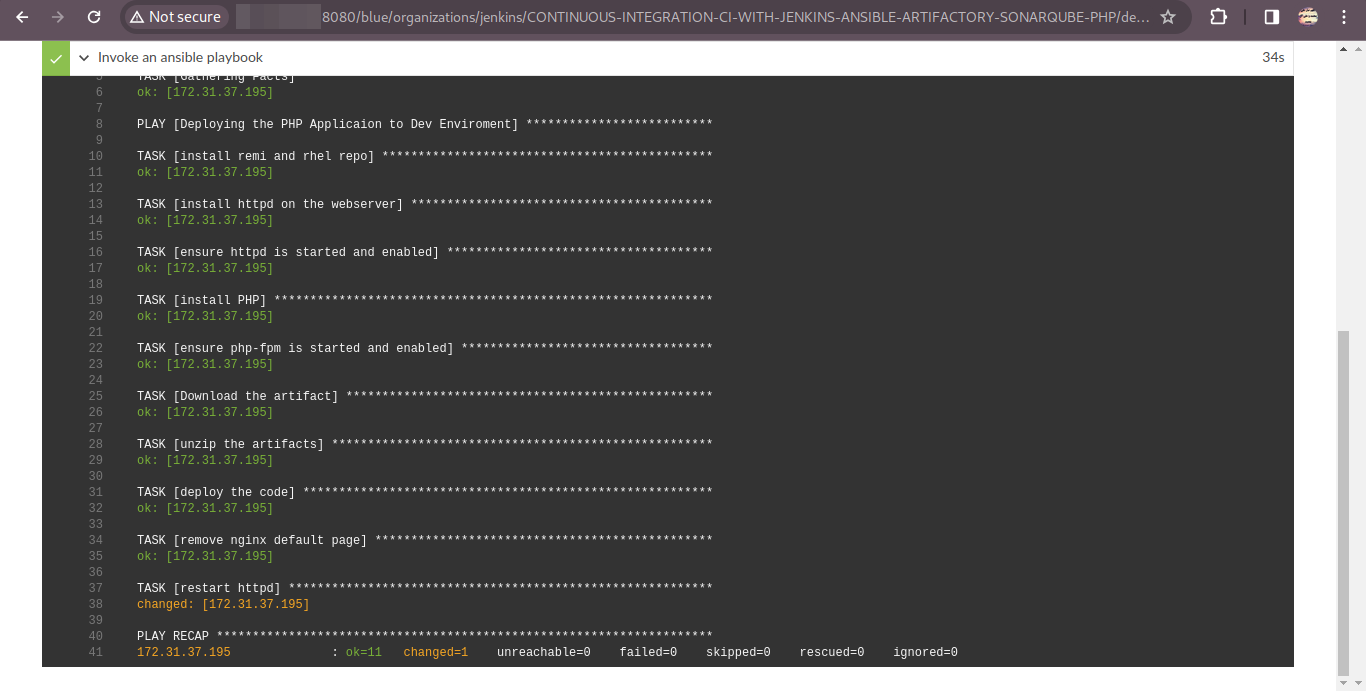 Not secure 8080/blue/organizations/jenkins/CONTINUOUS-INTEGRATION-CI-WITH-JENKINS-ANSIBLE-ARTIFACTORY-SONARQUBE-PHP/de...
Invoke an ansible playbook 34s
5 TASK [Gathering Facts]
6 ok: [172.31.37.195]
7
8 PLAY [Deploying the PHP Applicaion to Dev Enviroment] **************************
9
10 TASK [install remi and rhel repo] **********************************************
11 ok: [172.31.37.195]
12
13 TASK [install httpd on the webserver] ******************************************
14 ok: [172.31.37.195]
15
16 TASK [ensure httpd is started and enabled] *************************************
17 ok: [172.31.37.195]
18
19 TASK [install PHP] *************************************************************
20 ok: [172.31.37.195]
21
22 TASK [ensure php-fpm is started and enabled] ***********************************
23 ok: [172.31.37.195]
24
25 TASK [Download the artifact] ***************************************************
26 ok: [172.31.37.195]
27
28 TASK [unzip the artifacts] *****************************************************
29 ok: [172.31.37.195]
30
31 TASK [deploy the code] *********************************************************
32 ok: [172.31.37.195]
33
34 TASK [remove nginx default page] ***********************************************
35 ok: [172.31.37.195]
36
37 TASK [restart httpd] ***********************************************************
38 changed: [172.31.37.195]
39
40 PLAY RECAP *********************************************************************
41 172.31.37.195 : ok=11 changed=1 unreachable=0 failed=0 skipped=0 rescued=0 ignored=0